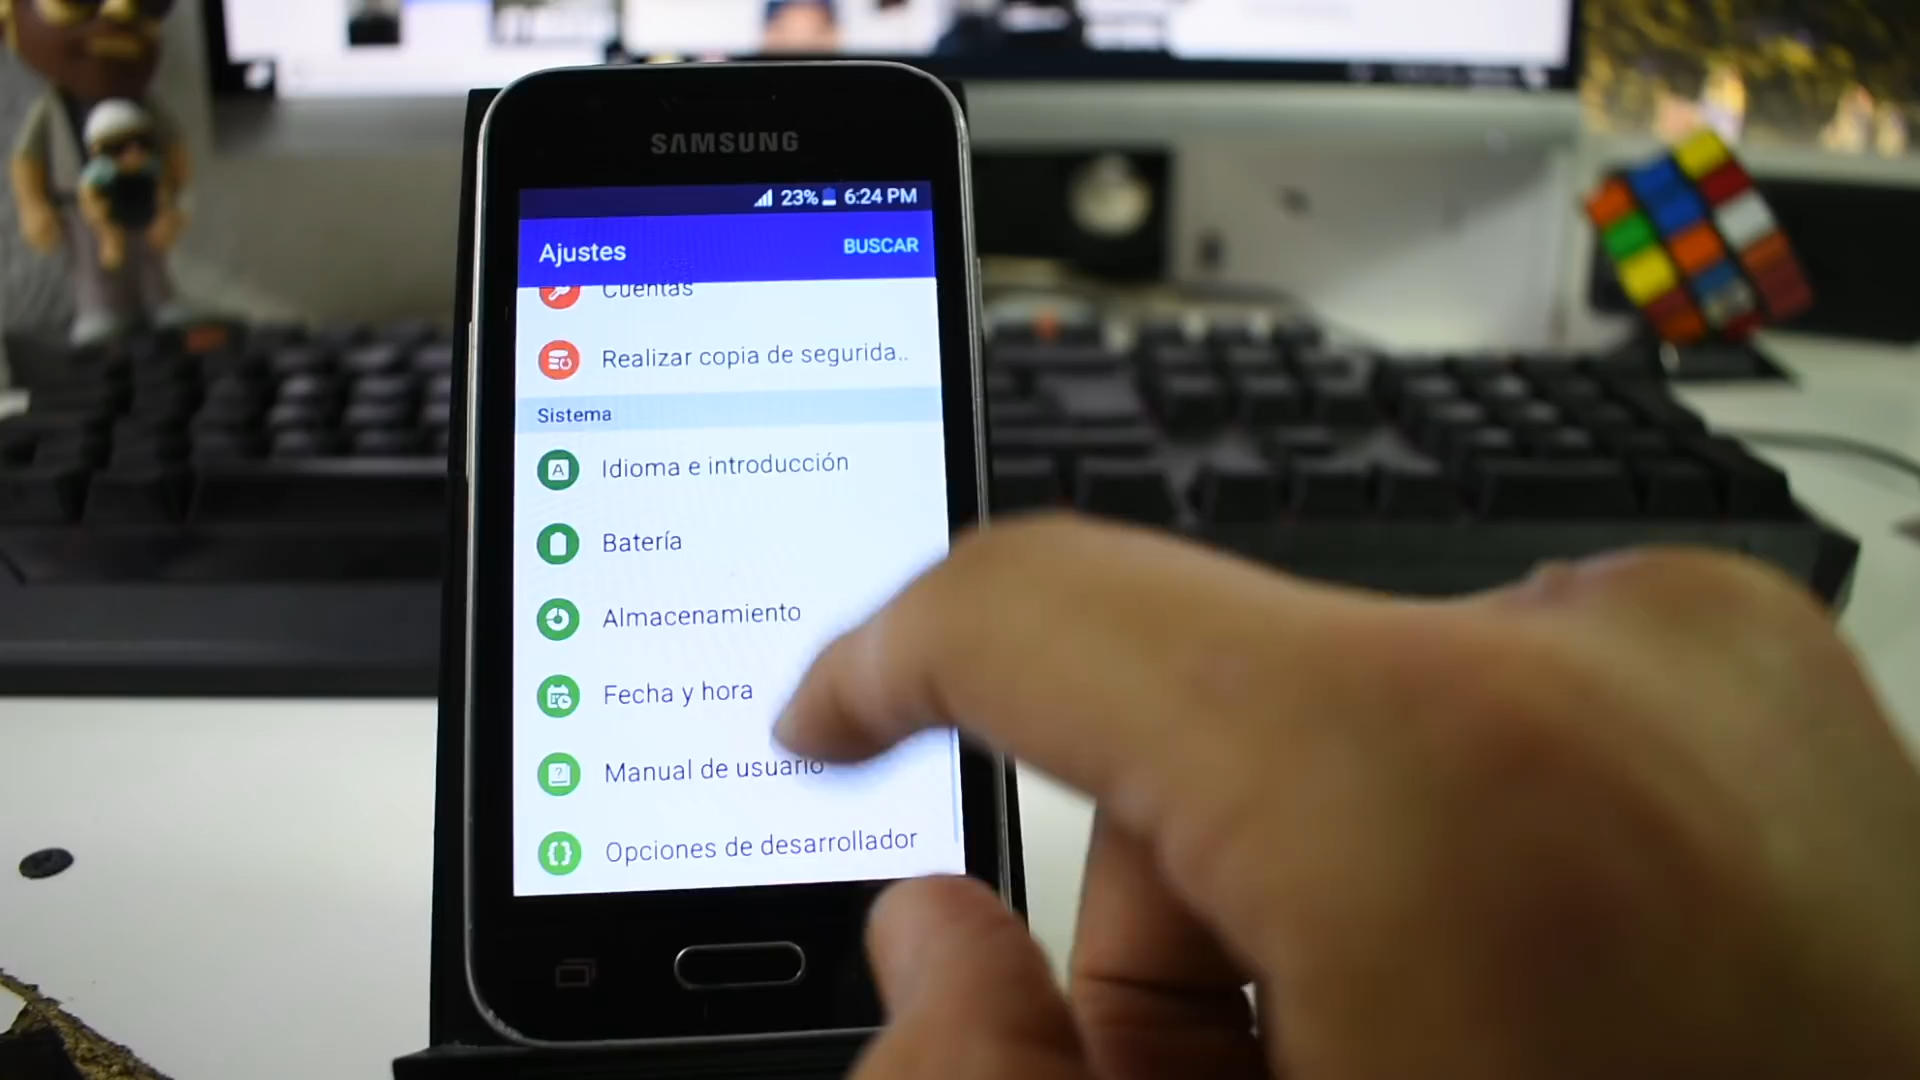 SAMSUNG
23% 6:24 PM
Ajustes BUSCAR
Cuentas
Realizar copia de segurida..
Sistema
Idioma e introducción
Batería
Almacenamiento
Fecha y hora
Manual de usuario
Opciones de desarrollador